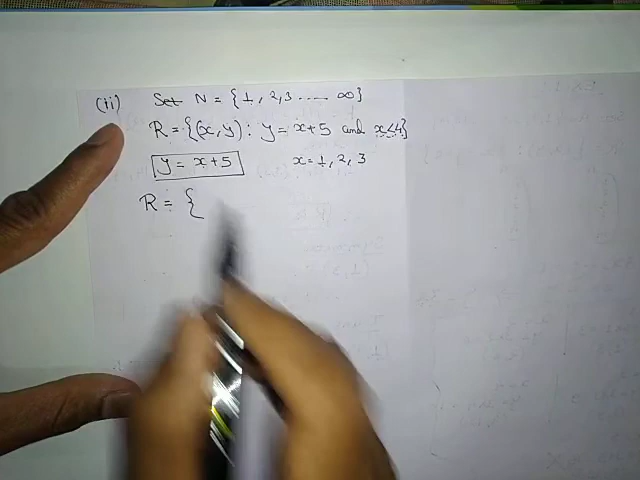 (ii) Set N = {1, 2, 3 ...... ∞}
R = {(x, y) : y = x + 5 and x < 4}
y = x + 5 x = 1, 2, 3
R = {